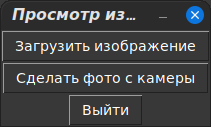 Просмотр из...
Загрузить изображение
Сделать фото с камеры
Выйти